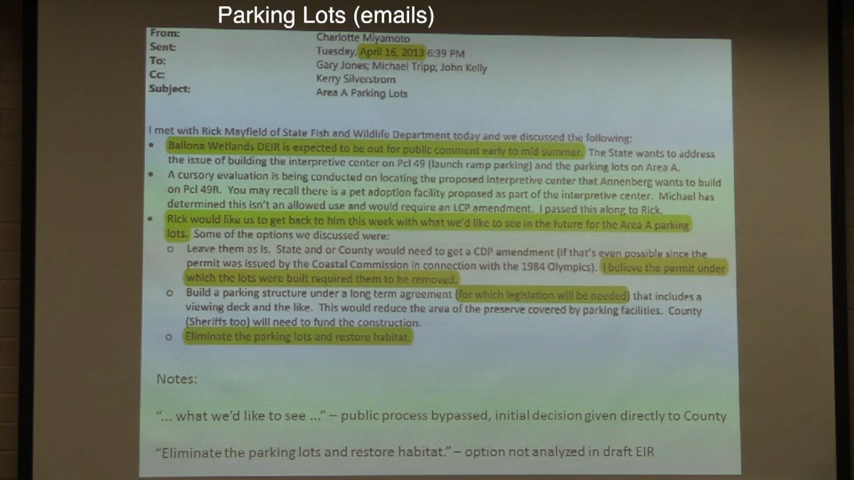 Parking Lots (emails)
From: Charlotte Miyamoto
Sent: Tuesday, April 16, 2013 6:39 PM
To: Gary Jones; Michael Tripp; John Kelly
Cc: Kerry Silverstrom
Subject: Area A Parking Lots
I met with Rick Mayfield of State Fish and Wildlife Department today and we discussed the following:
• Ballona Wetlands DEIR is expected to be out for public comment early to mid summer. The State wants to address
the issue of building the interpretive center on Pcl 49 (launch ramp parking) and the parking lots on Area A.
• A cursory evaluation is being conducted on locating the proposed interpretive center that Annenberg wants to build
on Pcl 49R. You may recall there is a pet adoption facility proposed as part of the interpretive center. Michael has
determined this isn't an allowed use and would require an LCP amendment. I passed this along to Rick.
• Rick would like us to get back to him this week with what we'd like to see in the future for the Area A parking
lots. Some of the options we discussed were:
o Leave them as is. State and or County would need to get a CDP amendment (if that's even possible since the
permit was issued by the Coastal Commission in connection with the 1984 Olympics). I believe the permit under
which the lots were built required them to be removed.
o Build a parking structure under a long term agreement (for which legislation will be needed) that includes a
viewing deck and the like. This would reduce the area of the preserve covered by parking facilities. County
(Sheriffs too) will need to fund the construction.
o Eliminate the parking lots and restore habitat.
Notes:
"... what we'd like to see ..." – public process bypassed, initial decision given directly to County
"Eliminate the parking lots and restore habitat." – option not analyzed in draft EIR